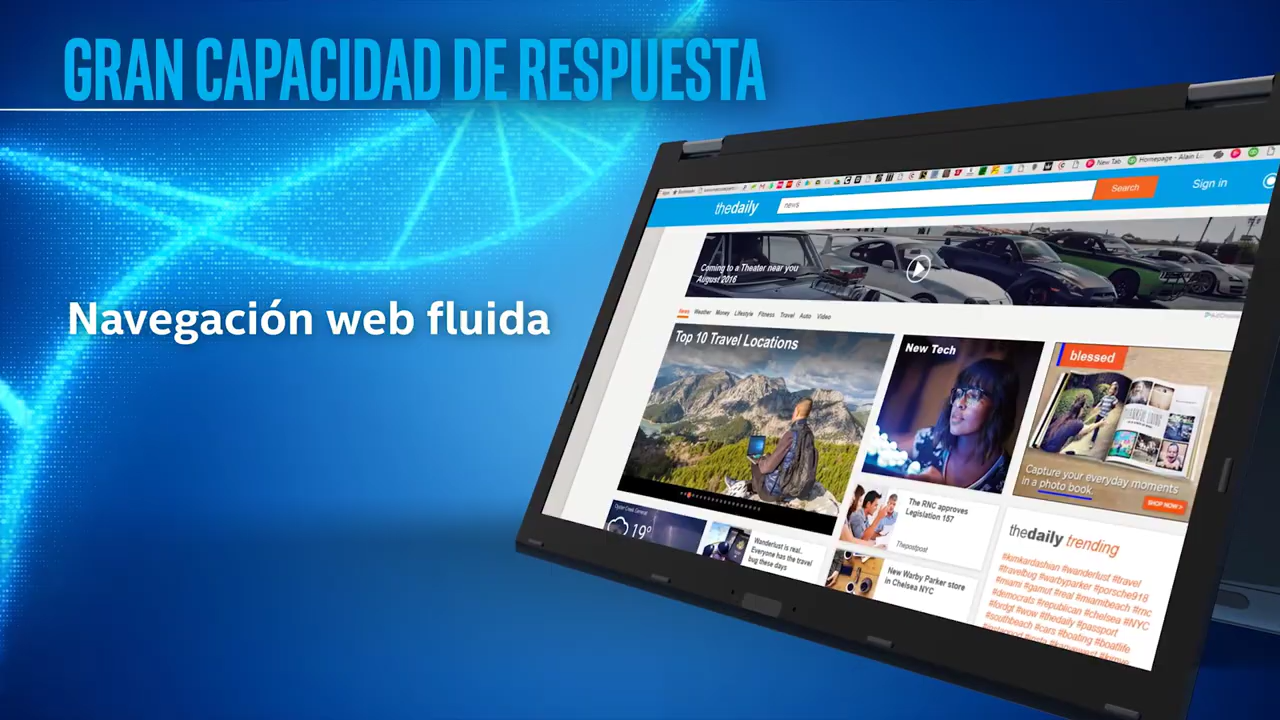 GRAN CAPACIDAD DE RESPUESTA
Navegación web fluida
New Tab
Homepage - Alain
thedaily
news
Search
Sign in
Coming to a Theater near you
August 2016
News Weather Money Lifestyle Fitness Travel Auto Video
Top 10 Travel Locations
New Tech
blessed
Capture your everyday moments
in a photo book.
SHOP NOW >
19°
Wanderlust is real.
Everyone has the travel
bug these days
The RNC approves
Legislation 157
Thepostpost
New Warby Parker store
in Chelsea NYC
thedaily trending
#kimkardashian #wanderlust #travel
#travelbug #warbyparker #porsche918
#miami #gamut #real #miamibeach #rnc
#democrats #republican #chelsea #NYC
#fordgt #wow #thedaily #passport
#southbeach #cars #boating #boatlife